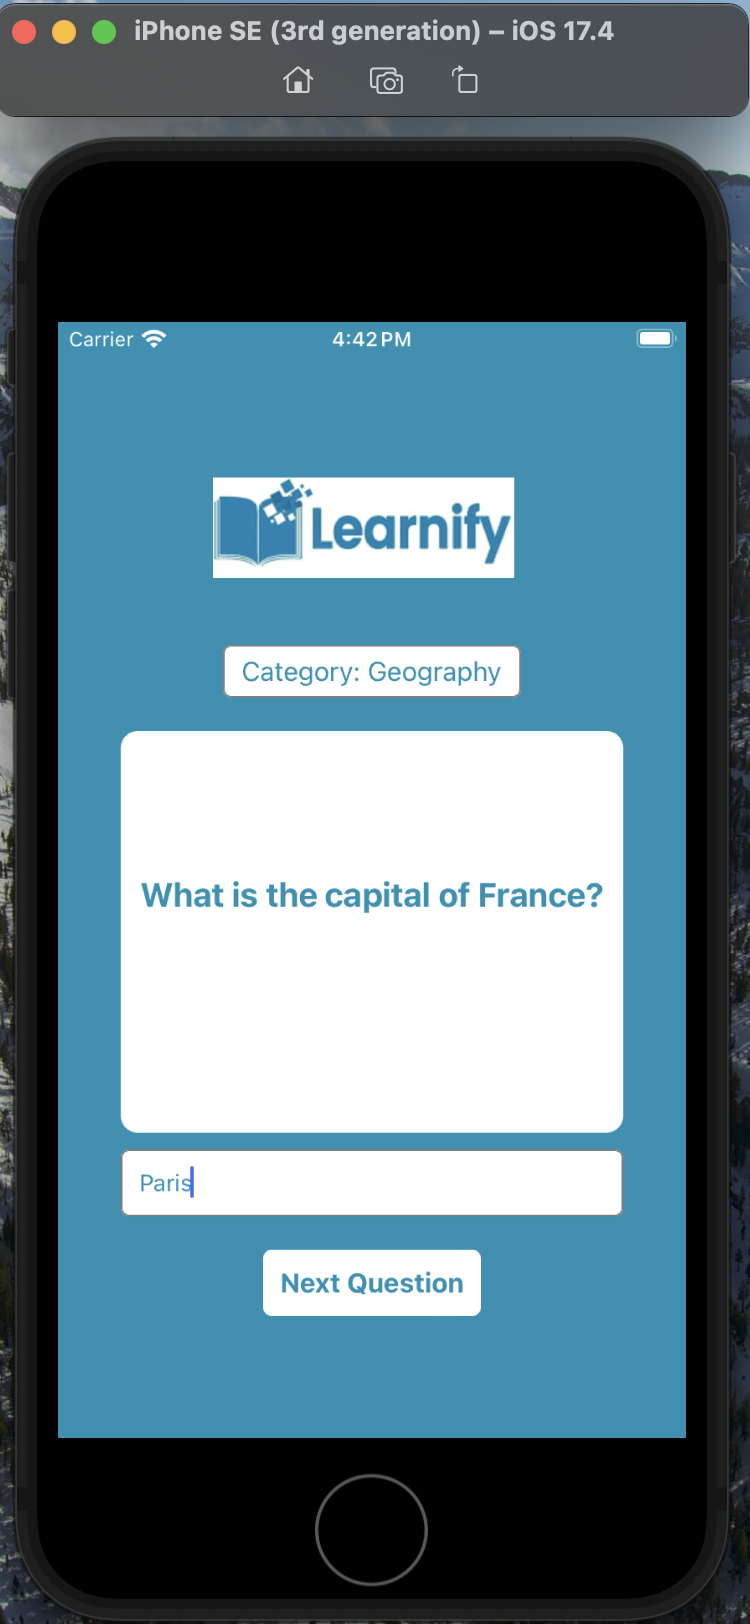 iPhone SE (3rd generation) – iOS 17.4
Carrier 4:42 PM
Learnify
Category: Geography
What is the capital of France?
Paris
Next Question